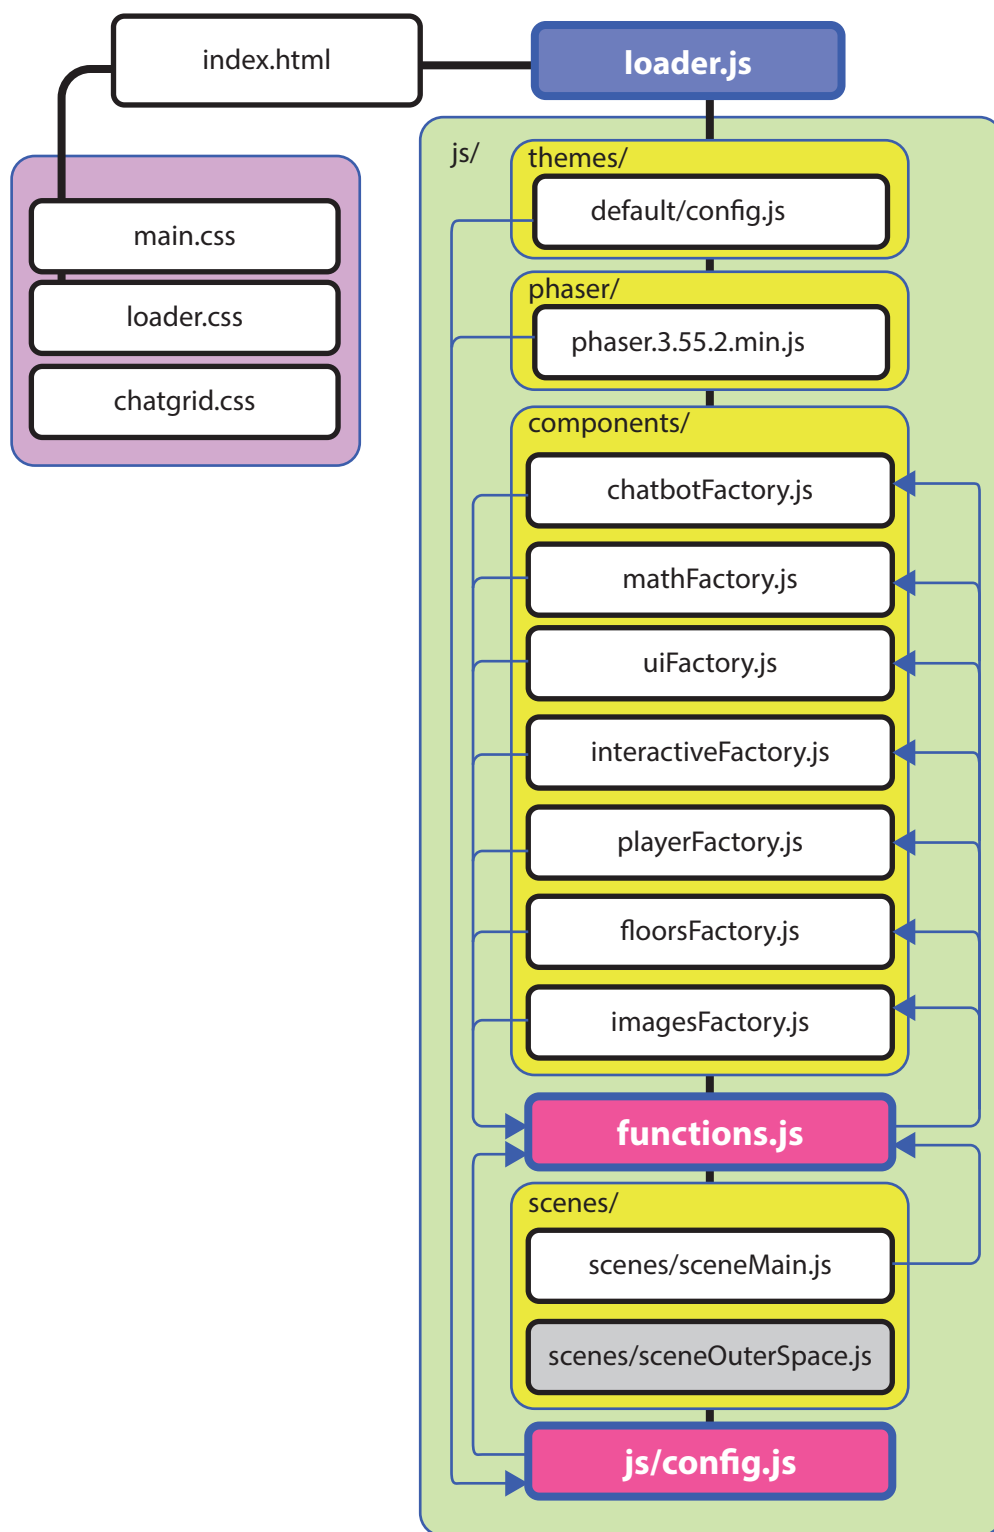 index.html
loader.js
main.css
loader.css
chatgrid.css
js/
themes/
default/config.js
phaser/
phaser.3.55.2.min.js
components/
chatbotFactory.js
mathFactory.js
uiFactory.js
interactiveFactory.js
playerFactory.js
floorsFactory.js
imagesFactory.js
functions.js
scenes/
scenes/sceneMain.js
scenes/sceneOuterSpace.js
js/config.js